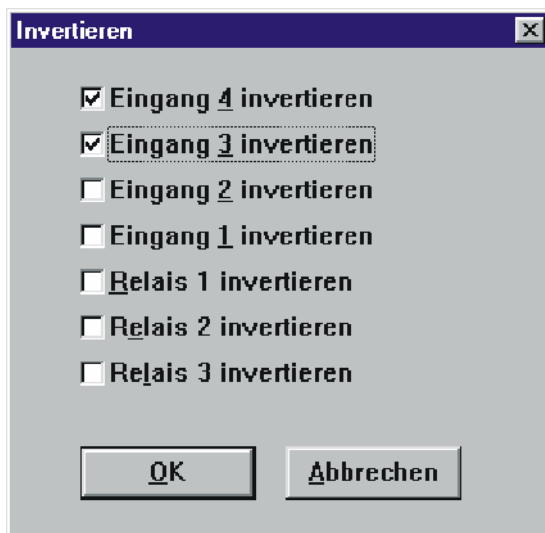 Invertieren
Eingang 4 invertieren
Eingang 3 invertieren
Eingang 2 invertieren
Eingang 1 invertieren
Relais 1 invertieren
Relais 2 invertieren
Relais 3 invertieren
OK Abbrechen